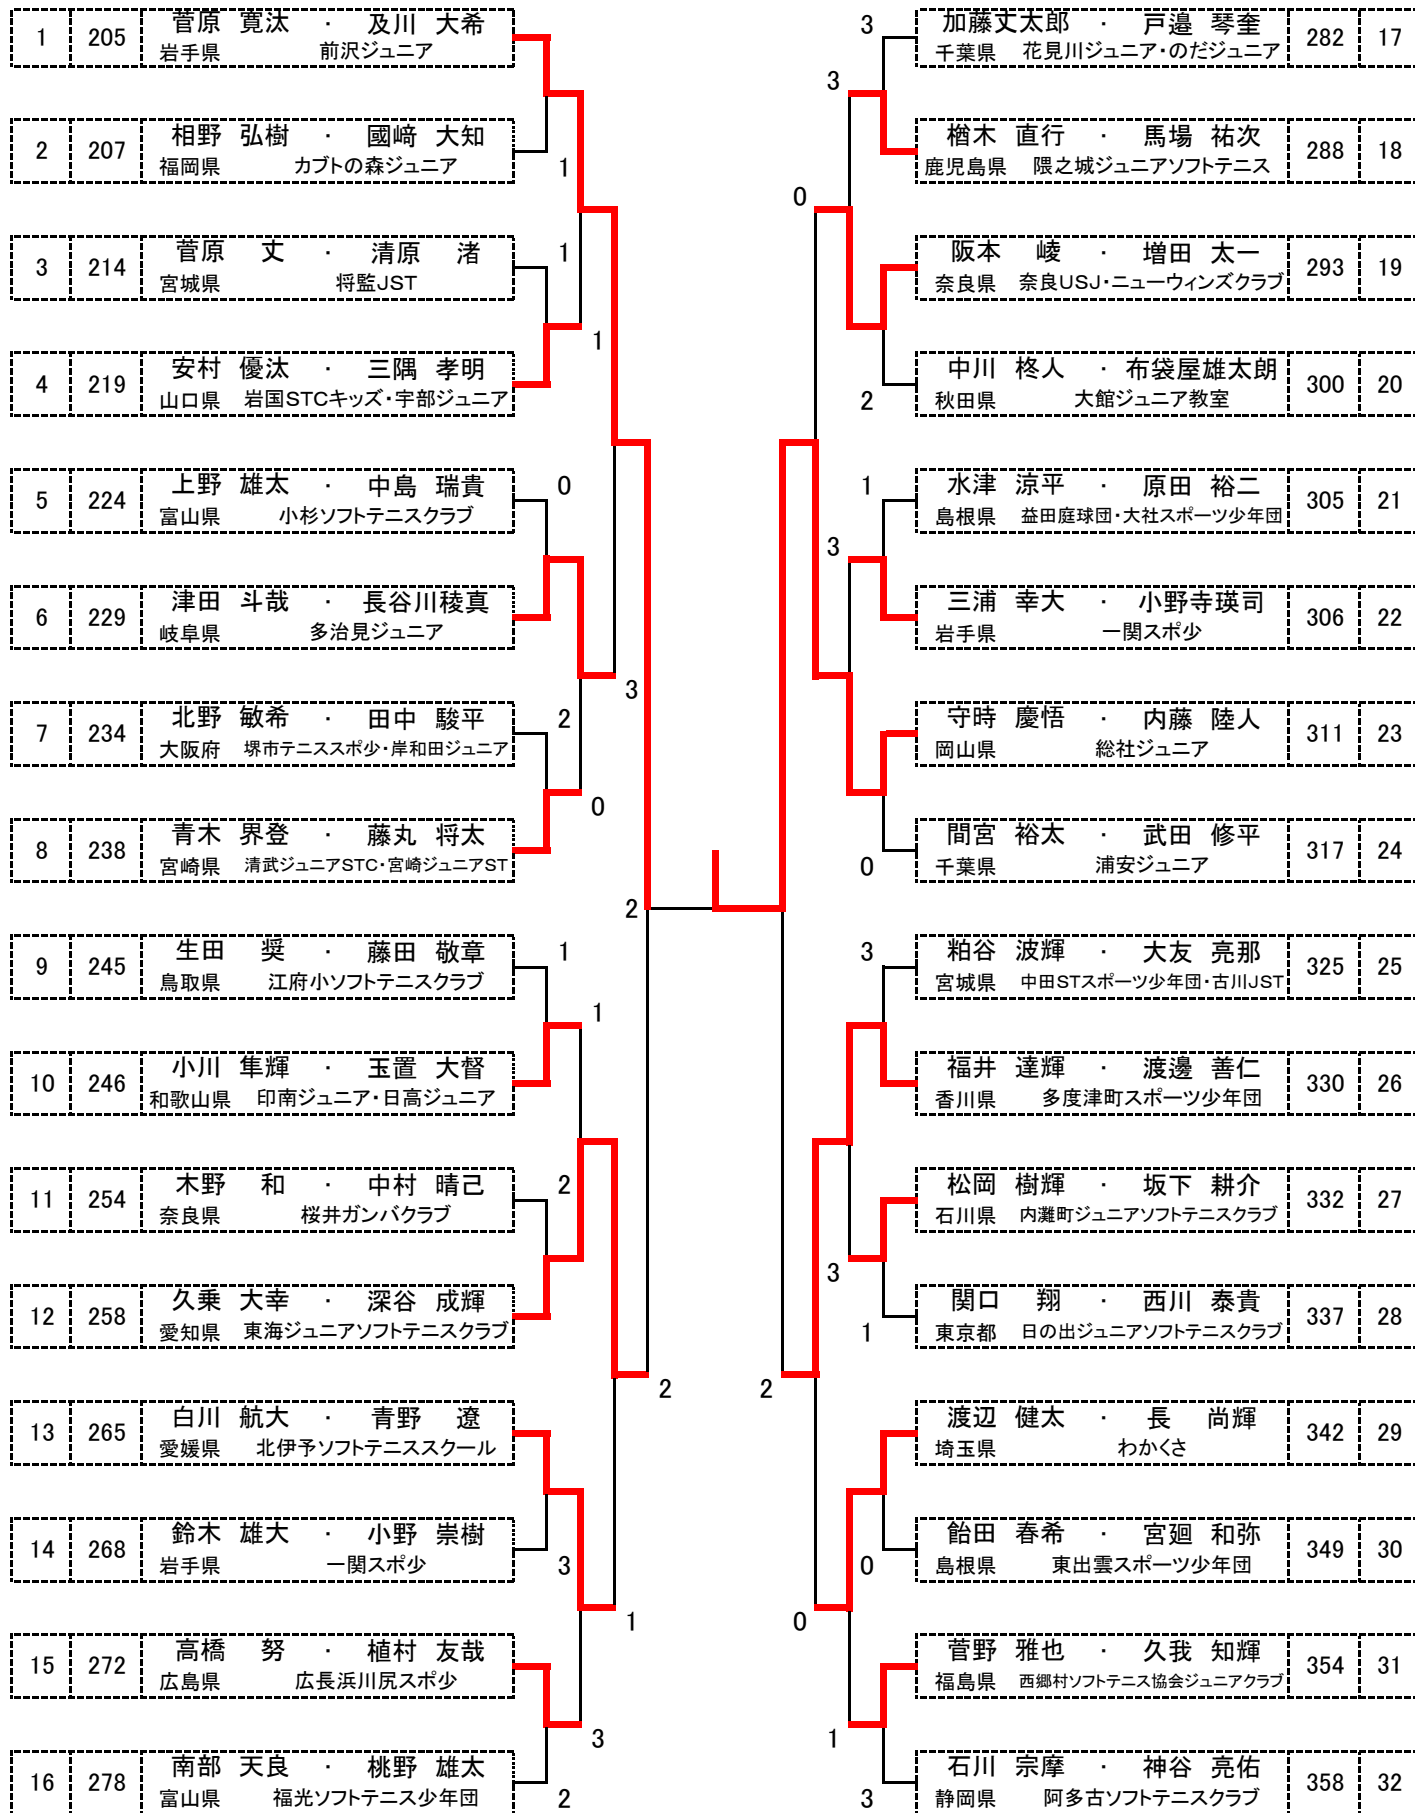 1 205 菅原 寛汰 ・ 及川 大希
岩手県 前沢ジュニア
2 207 相野 弘樹 ・ 國﨑 大知
福岡県 カブトの森ジュニア
1
3 214 菅原 丈 ・ 清原 渚
宮城県 将監JST
1
1
4 219 安村 優汰 ・ 三隅 孝明
山口県 岩国STCキッズ・宇部ジュニア
5 224 上野 雄太 ・ 中島 瑞貴
富山県 小杉ソフトテニスクラブ
0
6 229 津田 斗哉 ・ 長谷川稜真
岐阜県 多治見ジュニア
3
7 234 北野 敏希 ・ 田中 駿平
大阪府 堺市テニススポ少・岸和田ジュニア
2
0
8 238 青木 界登 ・ 藤丸 将太
宮崎県 清武ジュニアSTC・宮崎ジュニアST
2
9 245 生田 奨 ・ 藤田 敬章
鳥取県 江府小ソフトテニスクラブ
1
1
10 246 小川 隼輝 ・ 玉置 大督
和歌山県 印南ジュニア・日高ジュニア
11 254 木野 和 ・ 中村 晴己
奈良県 桜井ガンバクラブ
2
12 258 久乗 大幸 ・ 深谷 成輝
愛知県 東海ジュニアソフトテニスクラブ
2
13 265 白川 航大 ・ 青野 遼
愛媛県 北伊予ソフトテニススクール
14 268 鈴木 雄大 ・ 小野 崇樹
岩手県 一関スポ少
3
1
15 272 高橋 努 ・ 植村 友哉
広島県 広長浜川尻スポ少
3
16 278 南部 天良 ・ 桃野 雄太
富山県 福光ソフトテニス少年団
2
3
加藤丈太郎 ・ 戸邉 琴奎 282 17
千葉県 花見川ジュニア・のだジュニア
3
楢木 直行 ・ 馬場 祐次 288 18
鹿児島県 隈之城ジュニアソフトテニス
0
阪本 崚 ・ 増田 太一 293 19
奈良県 奈良USJ・ニューウィンズクラブ
中川 柊人 ・ 布袋屋雄太朗 300 20
秋田県 大館ジュニア教室
2
1
水津 涼平 ・ 原田 裕二 305 21
島根県 益田庭球団・大社スポーツ少年団
3
三浦 幸大 ・ 小野寺瑛司 306 22
岩手県 一関スポ少
守時 慶悟 ・ 内藤 陸人 311 23
岡山県 総社ジュニア
間宮 裕太 ・ 武田 修平 317 24
千葉県 浦安ジュニア
0
3
粕谷 波輝 ・ 大友 亮那 325 25
宮城県 中田STスポーツ少年団・古川JST
福井 達輝 ・ 渡邊 善仁 330 26
香川県 多度津町スポーツ少年団
松岡 樹輝 ・ 坂下 耕介 332 27
石川県 内灘町ジュニアソフトテニスクラブ
3
関口 翔 ・ 西川 泰貴 337 28
東京都 日の出ジュニアソフトテニスクラブ
1
2
渡辺 健太 ・ 長 尚輝 342 29
埼玉県 わかくさ
飴田 春希 ・ 宮廻 和弥 349 30
島根県 東出雲スポーツ少年団
0
0
菅野 雅也 ・ 久我 知輝 354 31
福島県 西郷村ソフトテニス協会ジュニアクラブ
1
石川 宗摩 ・ 神谷 亮佑 358 32
静岡県 阿多古ソフトテニスクラブ
3